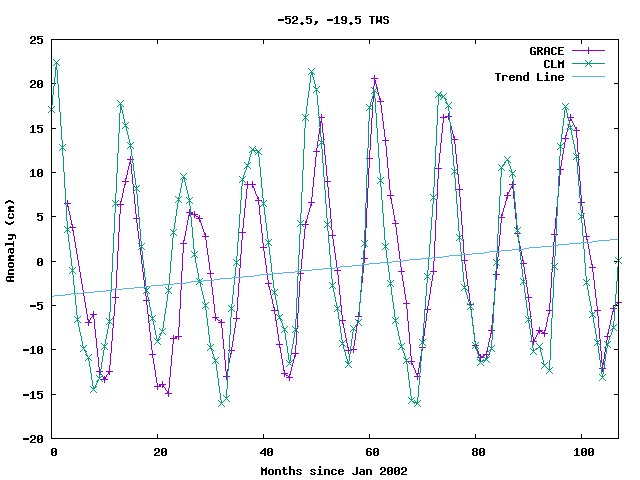 -52.5, -19.5 TWS
GRACE
CLM
Trend Line
25
20
15
10
5
0
-5
-10
-15
-20
Anomaly (cm)
0 20 40 60 80 100
Months since Jan 2002